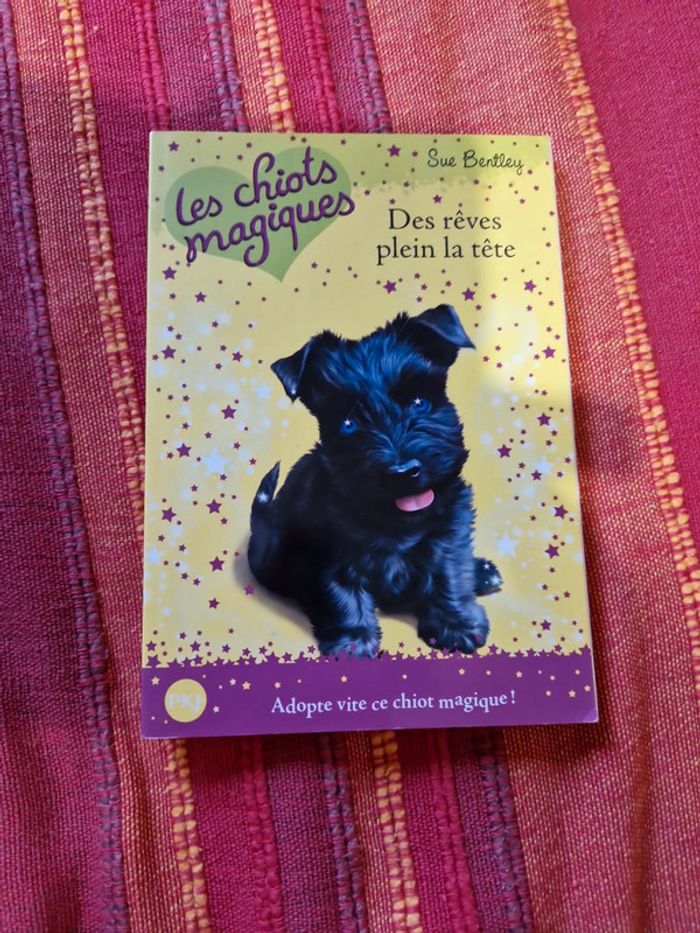 Sue Bentley
les chiots
magiques
Des rêves
plein la tête
PKJ
Adopte vite ce chiot magique !